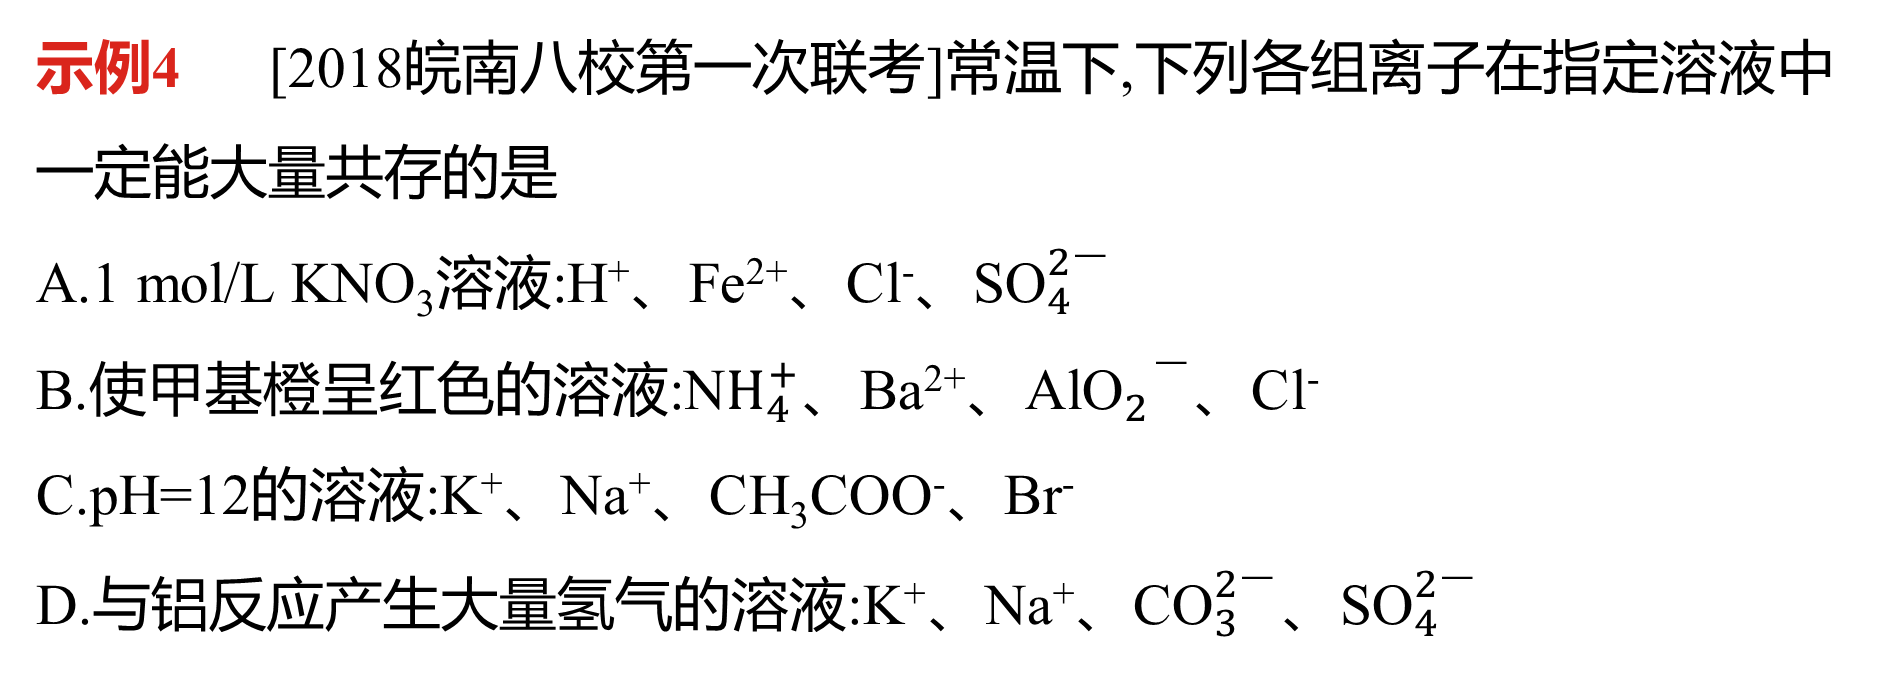 示例4 [2018皖南八校第一次联考]常温下,下列各组离子在指定溶液中
一定能大量共存的是
A.1 mol/L KNO₃溶液:H⁺、Fe²⁺、Cl⁻、SO₄²⁻
B.使甲基橙呈红色的溶液:NH₄⁺、Ba²⁺、AlO₂⁻、Cl⁻
C.pH=12的溶液:K⁺、Na⁺、CH₃COO⁻、Br⁻
D.与铝反应产生大量氢气的溶液:K⁺、Na⁺、CO₃²⁻、SO₄²⁻